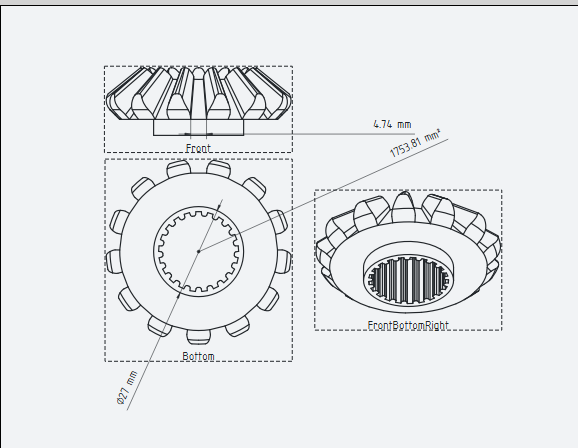 4.74 mm
1753.81 mm²
Front
FrontBottomRight
Bottom
Ø27 mm